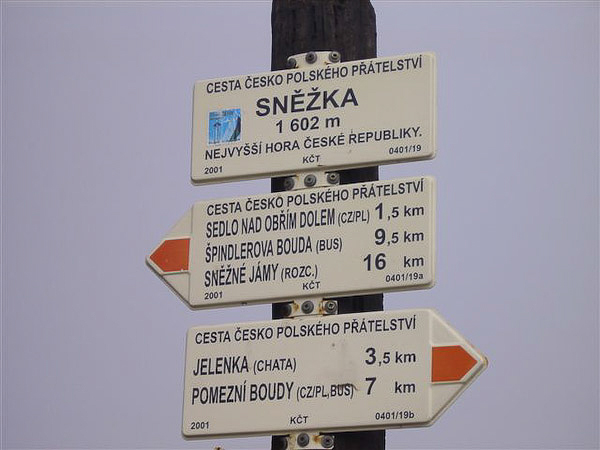 CESTA ČESKO POLSKÉHO PŘÁTELSTVÍ
SNĚŽKA
1 602 m
NEJVYŠŠÍ HORA ČESKÉ REPUBLIKY.
2001 KČT 0401/19
CESTA ČESKO POLSKÉHO PŘÁTELSTVÍ
SEDLO NAD OBŘÍM DOLEM (CZ/PL) 1,5 km
ŠPINDLEROVA BOUDA (BUS) 9,5 km
SNĚŽNÉ JÁMY (ROZC.) 16 km
2001 KČT 0401/19a
CESTA ČESKO POLSKÉHO PŘÁTELSTVÍ
JELENKA (CHATA) 3,5 km
POMEZNÍ BOUDY (CZ/PL,BUS) 7 km
2001 KČT 0401/19b